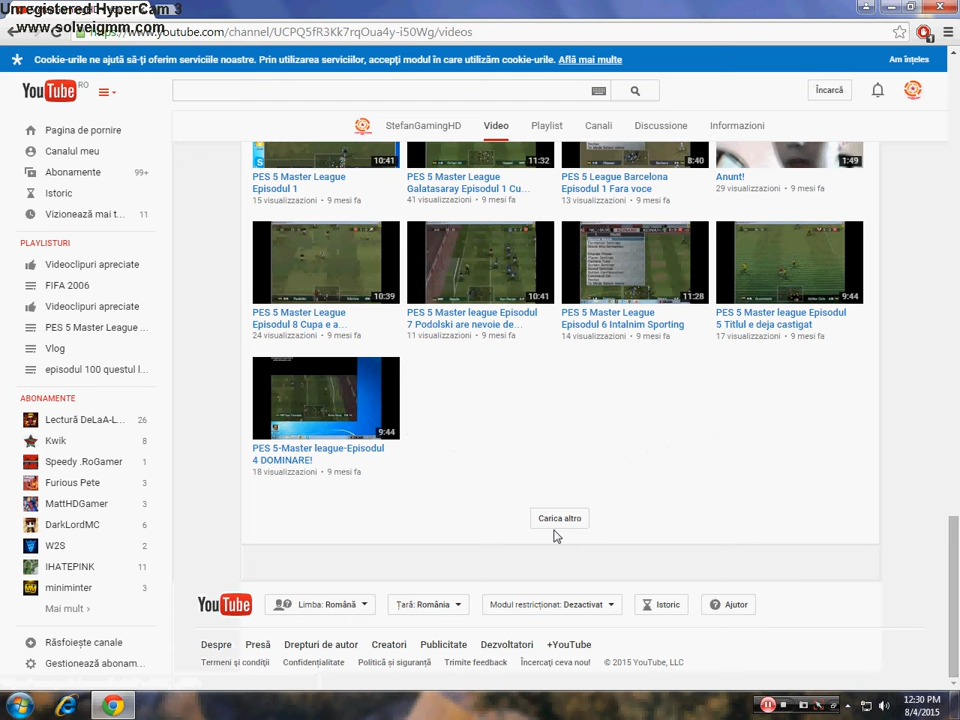 Unregistered HyperCam 3
www.solveigmm.com
https://www.youtube.com/channel/UCPQ5fR3Kk7rqOua4y-i50Wg/videos
Cookie-urile ne ajută să-ți oferim serviciile noastre. Prin utilizarea serviciilor, accepți modul în care utilizăm cookie-urile. Află mai multe
Am înțeles
YouTube RO
Încarcă
StefanGamingHD
Video
Playlist
Canali
Discussione
Informazioni
Pagina de pornire
Canalul meu
Abonamente 99+
Istoric
Vizionează mai t... 11
PLAYLISTURI
Videoclipuri apreciate
FIFA 2006
Videoclipuri apreciate
PES 5 Master League ...
Vlog
episodul 100 questul l...
ABONAMENTE
Lectură DeLaA-L... 26
Kwik 8
Speedy .RoGamer 1
Furious Pete 3
MattHDGamer 3
DarkLordMC 6
W2S 2
IHATEPINK 11
miniminter 3
Mai mult ›
Răsfoiește canale
Gestionează abonam...
10:41
PES 5 Master League
Episodul 1
15 visualizzazioni • 9 mesi fa
11:32
PES 5 Master League
Galatasaray Episodul 1 Cu...
41 visualizzazioni • 9 mesi fa
8:40
PES 5 League Barcelona
Episodul 1 Fara voce
13 visualizzazioni • 9 mesi fa
1:49
Anunt!
29 visualizzazioni • 9 mesi fa
10:39
PES 5 Master League
Episodul 8 Cupa e a...
24 visualizzazioni • 9 mesi fa
10:41
PES 5 Master league Episodul
7 Podolski are nevoie de...
11 visualizzazioni • 9 mesi fa
11:28
PES 5 Master League
Episodul 6 Intalnim Sporting
14 visualizzazioni • 9 mesi fa
9:44
PES 5 Master league Episodul
5 Titlul e deja castigat
17 visualizzazioni • 9 mesi fa
9:44
PES 5-Master league-Episodul
4 DOMINARE!
18 visualizzazioni • 9 mesi fa
Carica altro
YouTube
Limba: Română
Țară: România
Modul restricționat: Dezactivat
Istoric
Ajutor
Despre Presă Drepturi de autor Creatori Publicitate Dezvoltatori +YouTube
Termeni și condiții Confidențialitate Politică și siguranță Trimite feedback Încercați ceva nou! © 2015 YouTube, LLC
12:30 PM
8/4/2015